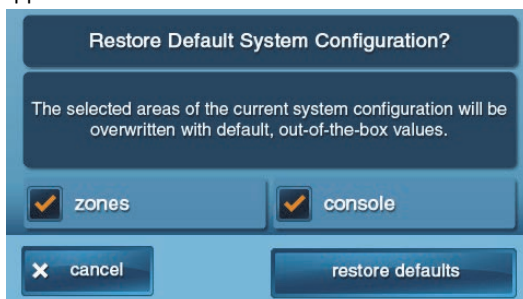 Restore Default System Configuration?
The selected areas of the current system configuration will be
overwritten with default, out-of-the-box values.
zones
console
cancel
restore defaults